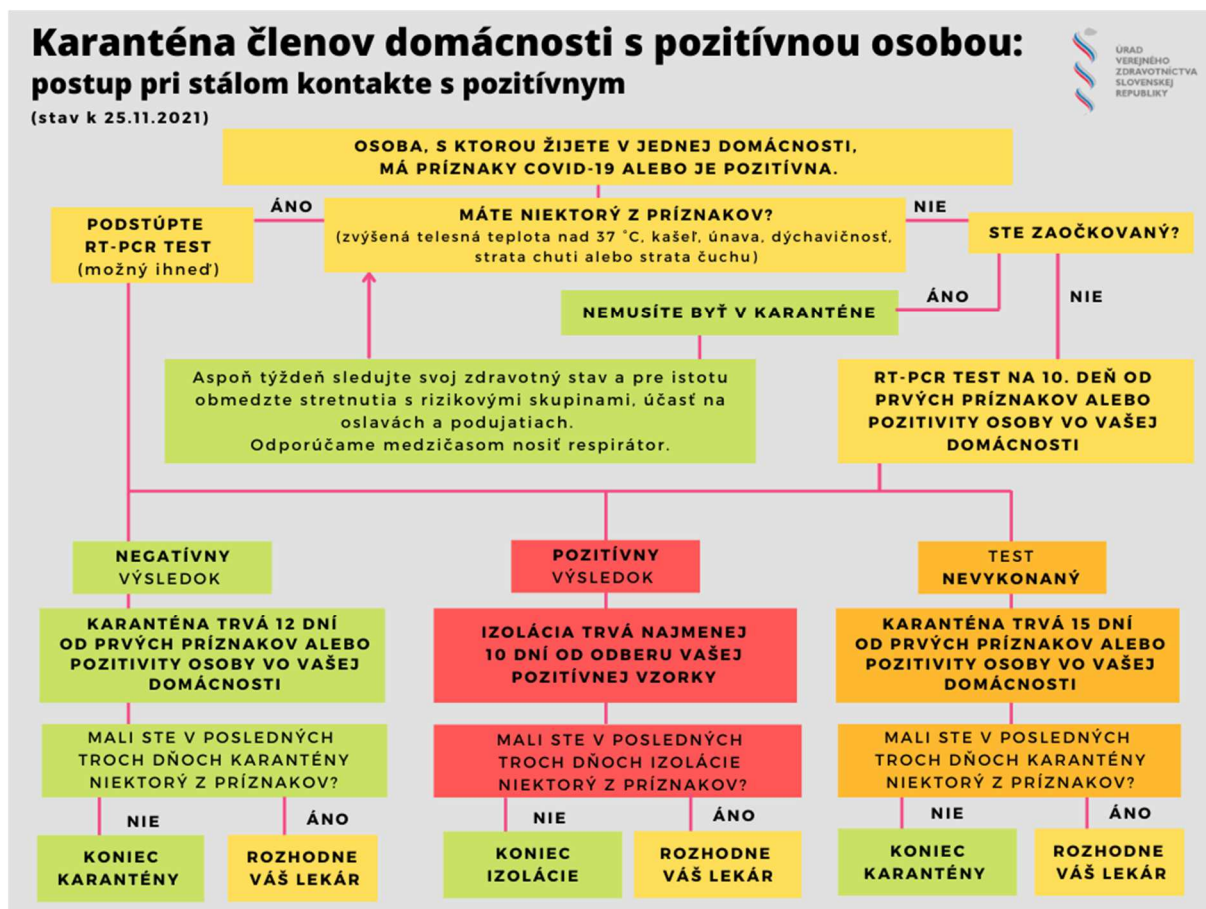 Karanténa členov domácnosti s pozitívnou osobou:
postup pri stálom kontakte s pozitívnym
(stav k 25.11.2021)
ÚRAD
VEREJNÉHO
ZDRAVOTNÍCTVA
SLOVENSKEJ
REPUBLIKY
OSOBA, S KTOROU ŽIJETE V JEDNEJ DOMÁCNOSTI,
MÁ PRÍZNAKY COVID-19 ALEBO JE POZITÍVNA.
ÁNO
MÁTE NIEKTORÝ Z PRÍZNAKOV?
(zvýšená telesná teplota nad 37 °C, kašeľ, únava, dýchavičnosť,
strata chuti alebo strata čuchu)
NIE
PODSTÚPTE
RT-PCR TEST
(možný ihneď)
STE ZAOČKOVANÝ?
ÁNO
NIE
NEMUSÍTE BYŤ V KARANTÉNE
Aspoň týždeň sledujte svoj zdravotný stav a pre istotu
obmedzte stretnutia s rizikovými skupinami, účasť na
oslavách a podujatiach.
Odporúčame medzičasom nosiť respirátor.
RT-PCR TEST NA 10. DEŇ OD
PRVÝCH PRÍZNAKOV ALEBO
POZITIVITY OSOBY VO VAŠEJ
DOMÁCNOSTI
NEGATÍVNY
VÝSLEDOK
KARANTÉNA TRVÁ 12 DNÍ
OD PRVÝCH PRÍZNAKOV ALEBO
POZITIVITY OSOBY VO VAŠEJ
DOMÁCNOSTI
MALI STE V POSLEDNÝCH
TROCH DŇOCH KARANTÉNY
NIEKTORÝ Z PRÍZNAKOV?
NIE
ÁNO
KONIEC
KARANTÉNY
ROZHODNE
VÁŠ LEKÁR
POZITÍVNY
VÝSLEDOK
IZOLÁCIA TRVÁ NAJMENEJ
10 DNÍ OD ODBERU VAŠEJ
POZITÍVNEJ VZORKY
MALI STE V POSLEDNÝCH
TROCH DŇOCH IZOLÁCIE
NIEKTORÝ Z PRÍZNAKOV?
NIE
ÁNO
KONIEC
IZOLÁCIE
ROZHODNE
VÁŠ LEKÁR
TEST
NEVYKONANÝ
KARANTÉNA TRVÁ 15 DNÍ
OD PRVÝCH PRÍZNAKOV ALEBO
POZITIVITY OSOBY VO VAŠEJ
DOMÁCNOSTI
MALI STE V POSLEDNÝCH
TROCH DŇOCH KARANTÉNY
NIEKTORÝ Z PRÍZNAKOV?
NIE
ÁNO
KONIEC
KARANTÉNY
ROZHODNE
VÁŠ LEKÁR